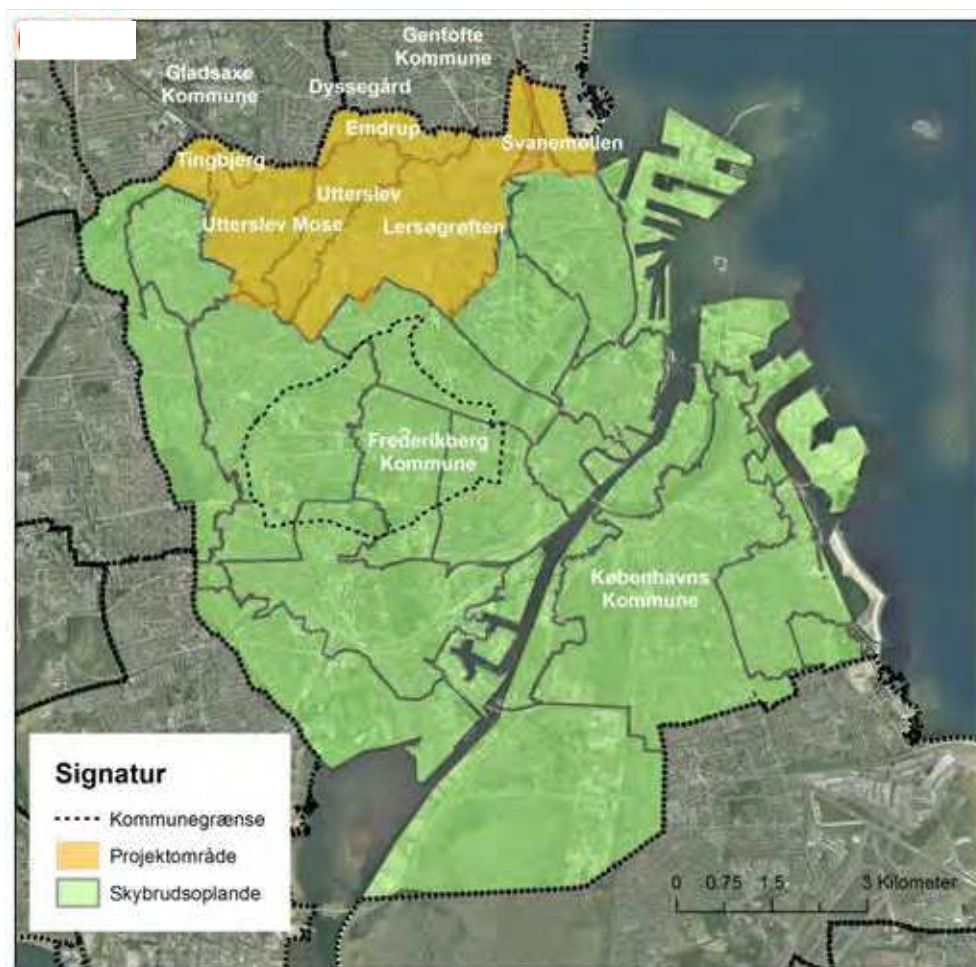 Gentofte
Kommune
Gladsaxe
Kommune
Dyssegård
Emdrup
Svanemøllen
Tingbjerg
Utterslev
Utterslev Mose
Lersøgrøften
Frederikberg
Kommune
Københavns
Kommune
Signatur
Kommunegrænse
Projektområde
Skybrudsoplande
0 0.75 1.5 3 Kilometer